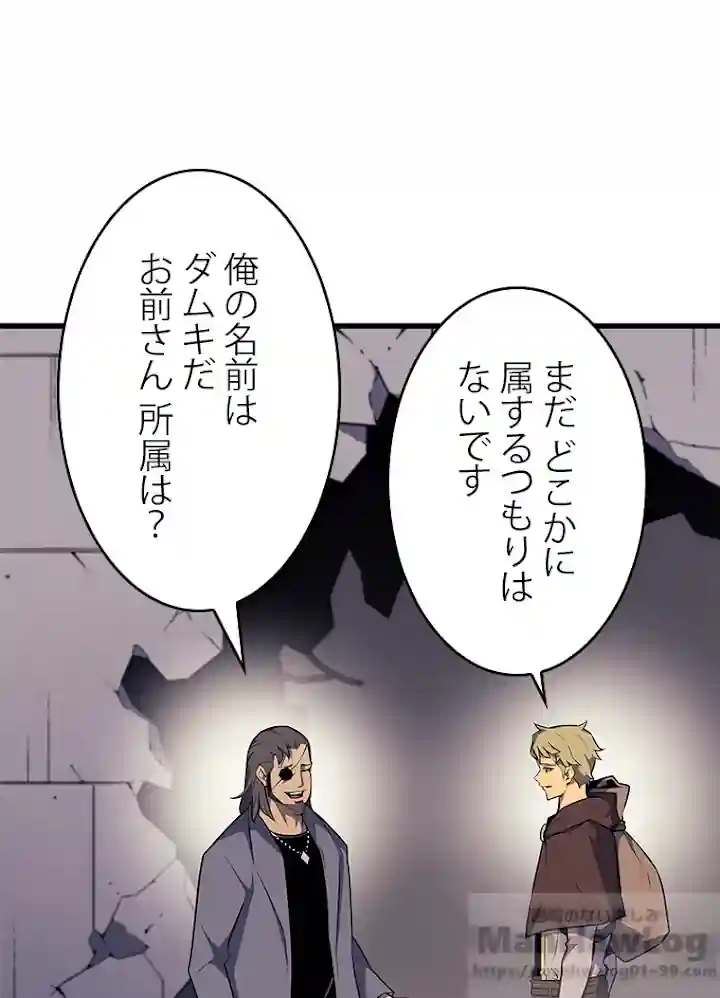 俺の名前は
ダムキだ
お前さん 所属は?
まだ どこかに
属するつもりは
ないです